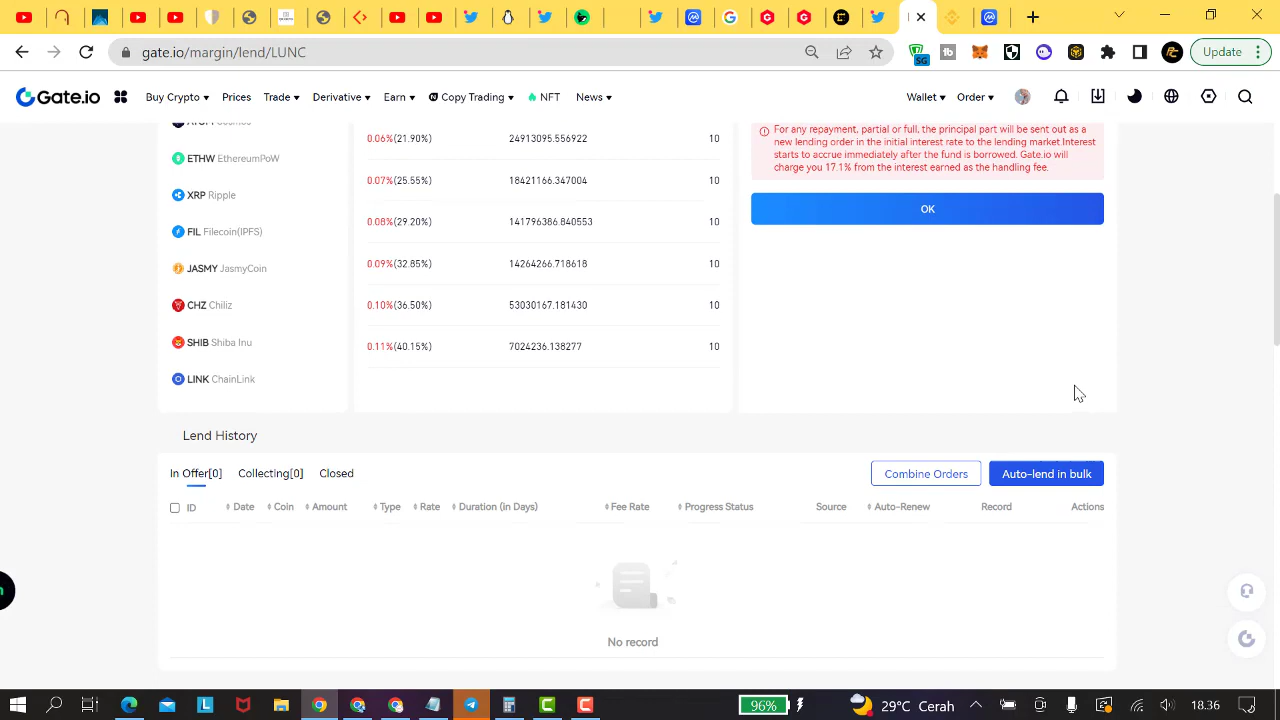 gate.io/margin/lend/LUNC
SG
Update
Gate.io
Buy Crypto
Prices
Trade
Derivative
Earn
Copy Trading
NFT
News
Wallet
Order
ETHW EthereumPoW
XRP Ripple
FIL Filecoin(IPFS)
JASMY JasmyCoin
CHZ Chiliz
SHIB Shiba Inu
LINK ChainLink
0.06%(21.90%) 24913095.556922 10
0.07%(25.55%) 18421166.347004 10
0.08%(29.20%) 141796386.840553 10
0.09%(32.85%) 14264266.718618 10
0.10%(36.50%) 53030167.181430 10
0.11%(40.15%) 7024236.138277 10
For any repayment, partial or full, the principal part will be sent out as a
new lending order in the initial interest rate to the lending market.Interest
starts to accrue immediately after the fund is borrowed. Gate.io will
charge you 17.1% from the interest earned as the handling fee.
OK
Lend History
In Offer[0] Collecting[0] Closed
Combine Orders
Auto-lend in bulk
ID Date Coin Amount Type Rate Duration (in Days) Fee Rate Progress Status Source Auto-Renew Record Actions
No record
96%
29°C Cerah
18.36